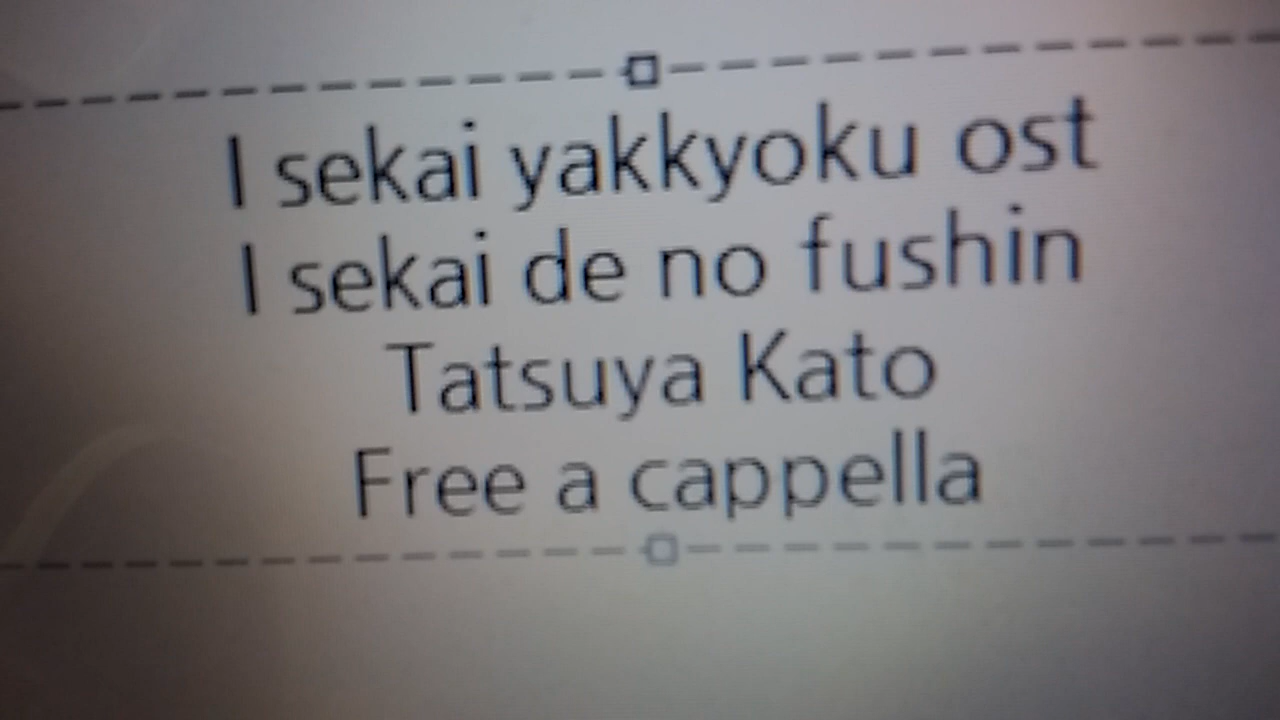 I sekai yakkyoku ost
I sekai de no fushin
Tatsuya Kato
Free a cappella